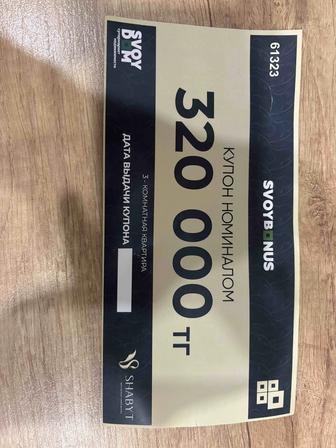 61323
SVOYBONUS
КУПОН НОМИНАЛОМ
320 000 тг
3 - КОМНАТНАЯ КВАРТИРА
ДАТА ВЫДАЧИ КУПОНА
SVOY
DOM
SHABYT